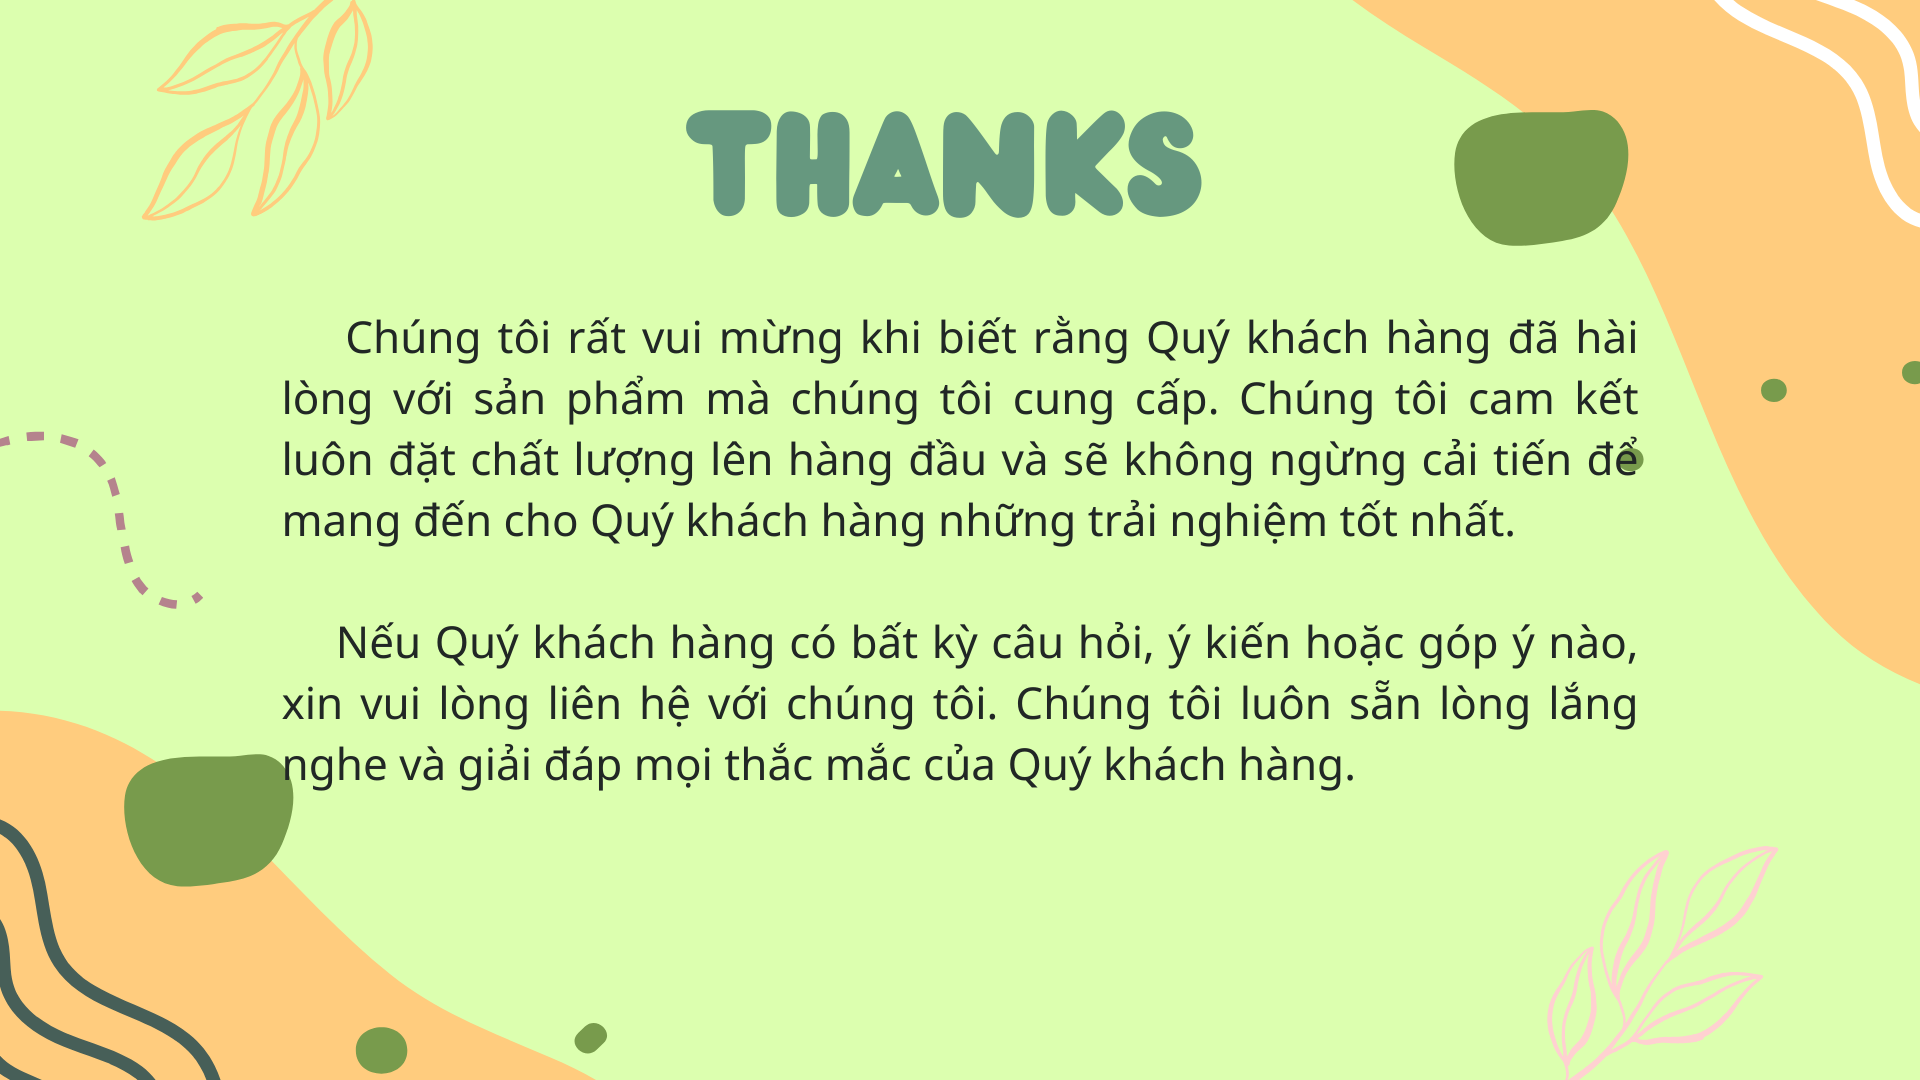 THANKS
Chúng tôi rất vui mừng khi biết rằng Quý khách hàng đã hài
lòng với sản phẩm mà chúng tôi cung cấp. Chúng tôi cam kết
luôn đặt chất lượng lên hàng đầu và sẽ không ngừng cải tiến để
mang đến cho Quý khách hàng những trải nghiệm tốt nhất.
Nếu Quý khách hàng có bất kỳ câu hỏi, ý kiến hoặc góp ý nào,
xin vui lòng liên hệ với chúng tôi. Chúng tôi luôn sẵn lòng lắng
nghe và giải đáp mọi thắc mắc của Quý khách hàng.